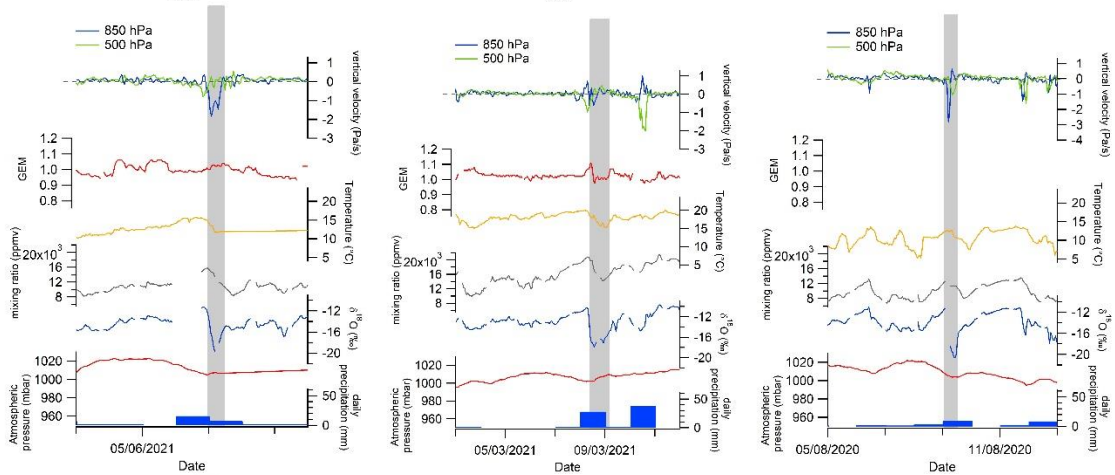 850 hPa
500 hPa
1
0
-1
-2
-3
vertical velocity (Pa/s)
1.2
1.1
1.0
0.9
GEM
20
15
10
5
Temperature (°C)
20x10³
16
12
8
mixing ratio (ppmv)
-12
-16
-20
δ¹⁸O (‰)
1020
1000
980
960
Atmospheric
pressure (mbar)
50
0
daily
precipitation (mm)
05/06/2021
Date
850 hPa
500 hPa
1
0
-1
-2
-3
vertical velocity (Pa/s)
1.2
1.1
1.0
0.9
0.8
GEM
20
15
10
5
Temperature (°C)
20x10³
16
12
8
mixing ratio (ppmv)
-12
-16
-20
δ¹⁸O (‰)
1020
1000
980
960
Atmospheric
pressure (mbar)
50
0
daily
precipitation (mm)
05/03/2021
09/03/2021
Date
850 hPa
500 hPa
1
0
-1
-2
-3
-4
vertical velocity (Pa/s)
1.2
1.1
1.0
0.9
0.8
GEM
20
15
10
5
Temperature (°C)
20x10³
16
12
8
mixing ratio (ppmv)
-12
-16
-20
δ¹⁸O (‰)
1020
1000
980
960
Atmospheric
pressure (mbar)
50
0
daily
precipitation (mm)
05/08/2020
11/08/2020
Date